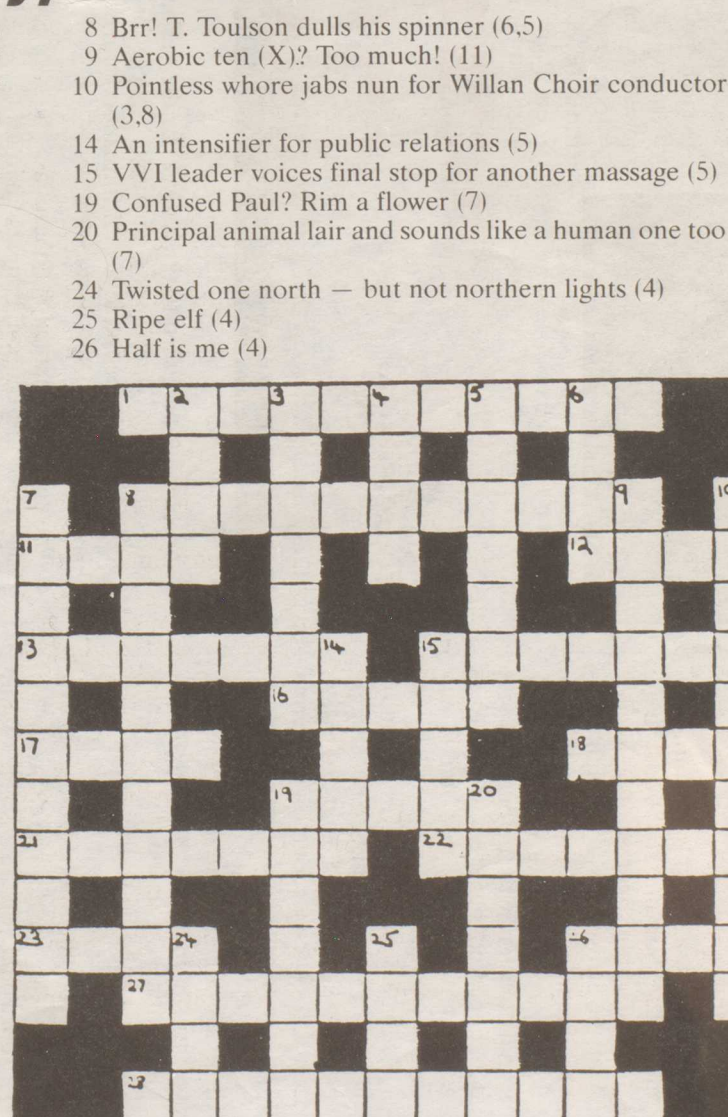 8 Brr! T. Toulson dulls his spinner (6,5)
9 Aerobic ten (X)? Too much! (11)
10 Pointless whore jabs nun for Willan Choir conductor
(3,8)
14 An intensifier for public relations (5)
15 VVI leader voices final stop for another massage (5)
19 Confused Paul? Rim a flower (7)
20 Principal animal lair and sounds like a human one too
(7)
24 Twisted one north — but not northern lights (4)
25 Ripe elf (4)
26 Half is me (4)
1 2 3 4 5 6
7 8 9 10
11 12
13 14 15
16
17 18
19 20
21 22
23 24 25 26
27
28